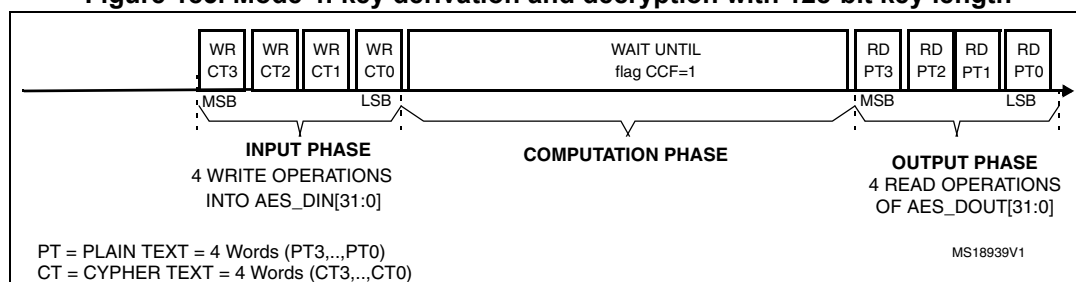 Figure Mode 4: key derivation and decryption with 128-bit key length
WR WR WR WR WAIT UNTIL RD RD RD RD
CT3 CT2 CT1 CT0 flag CCF=1 PT3 PT2 PT1 PT0
MSB LSB MSB LSB
INPUT PHASE COMPUTATION PHASE OUTPUT PHASE
4 WRITE OPERATIONS 4 READ OPERATIONS
INTO AES_DIN[31:0] OF AES_DOUT[31:0]
PT = PLAIN TEXT = 4 Words (PT3,..,PT0) MS18939V1
CT = CYPHER TEXT = 4 Words (CT3,..,CT0)